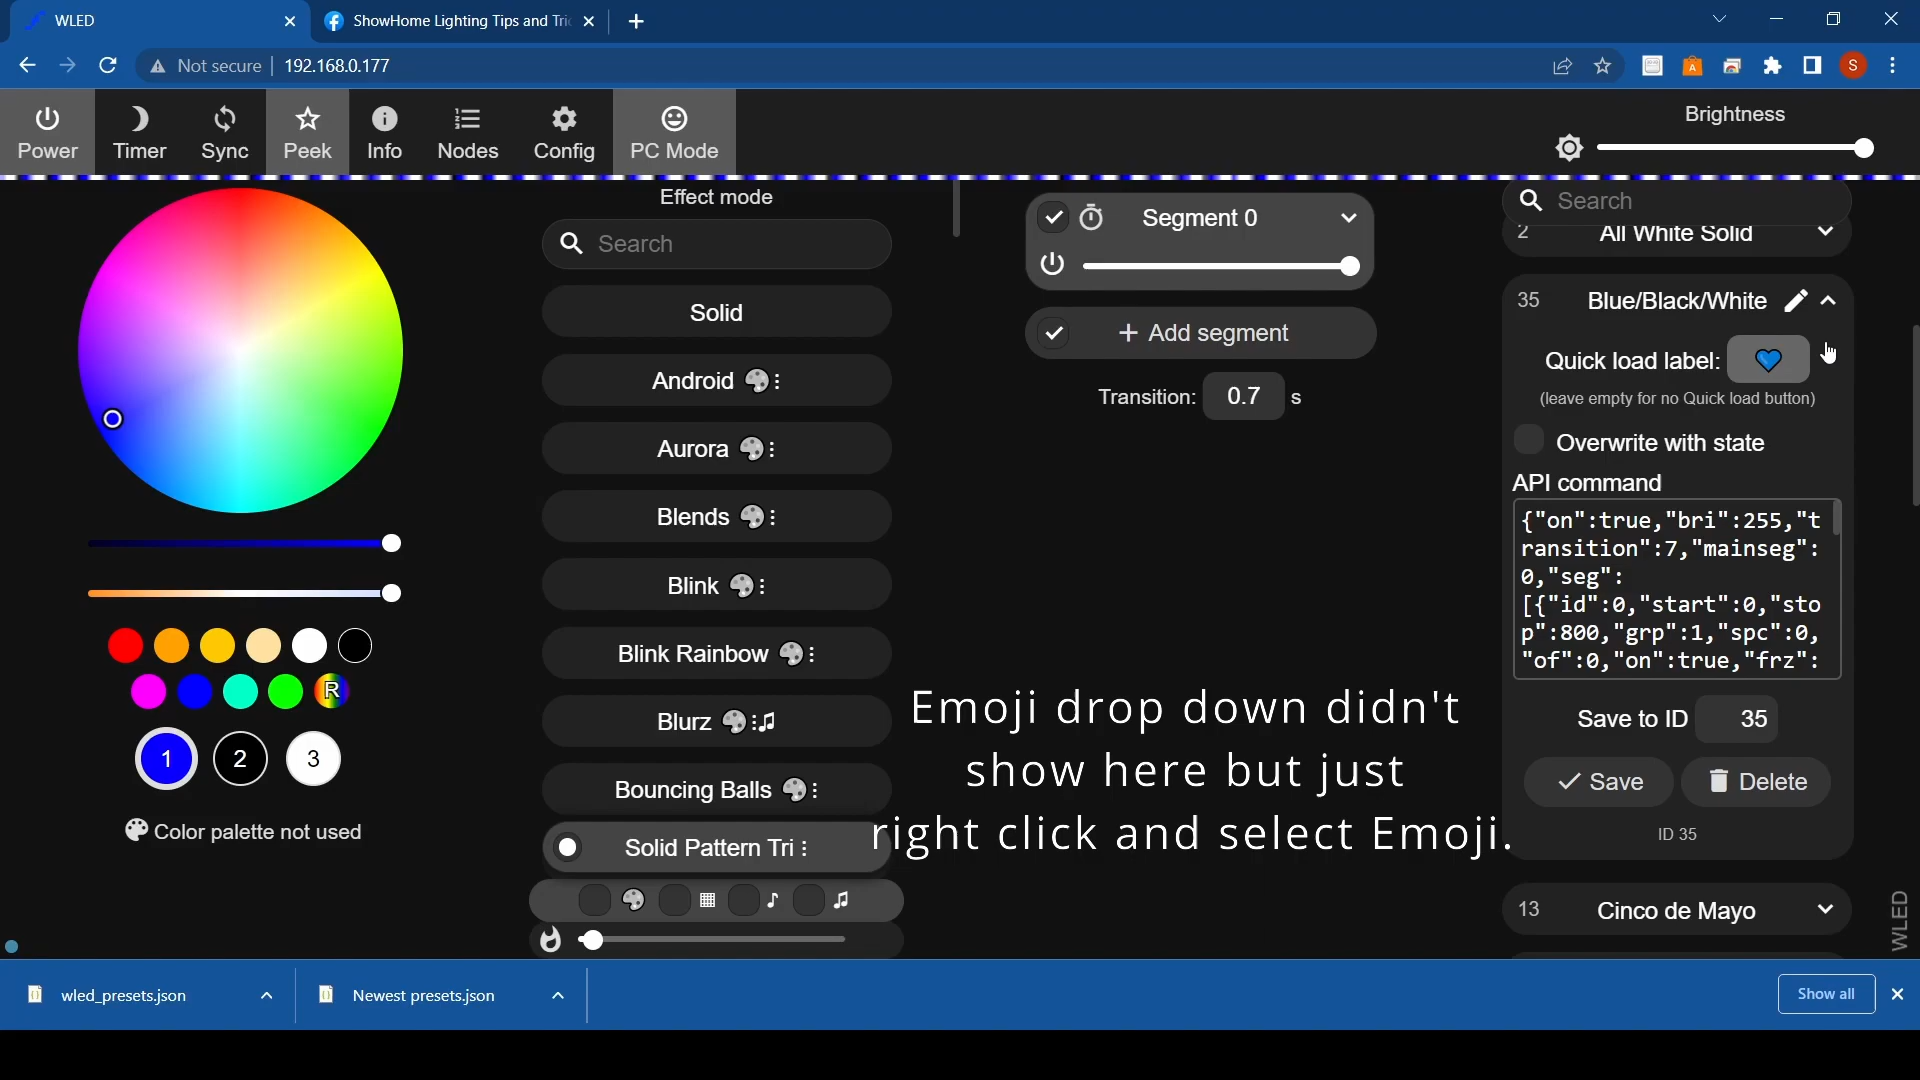 WLED
ShowHome Lighting Tips and Tri
Not secure
192.168.0.177
S
Power
Timer
Sync
Peek
Info
Nodes
Config
PC Mode
Brightness
R
1
2
3
Color palette not used
Effect mode
Search
Solid
Android
Aurora
Blends
Blink
Blink Rainbow
Blurz
Bouncing Balls
Solid Pattern Tri
Segment 0
+ Add segment
Transition: 0.7 s
Emoji drop down didn't
show here but just
right click and select Emoji.
Search
2 All White Solid
35 Blue/Black/White
Quick load label: 💙
(leave empty for no Quick load button)
Overwrite with state
API command
{"on":true,"bri":255,"t
ransition":7,"mainseg":
0,"seg":
[{"id":0,"start":0,"sto
p":800,"grp":1,"spc":0,
"of":0,"on":true,"frz":
Save to ID 35
Save
Delete
ID 35
13 Cinco de Mayo
WLED
wled_presets.json
Newest presets.json
Show all